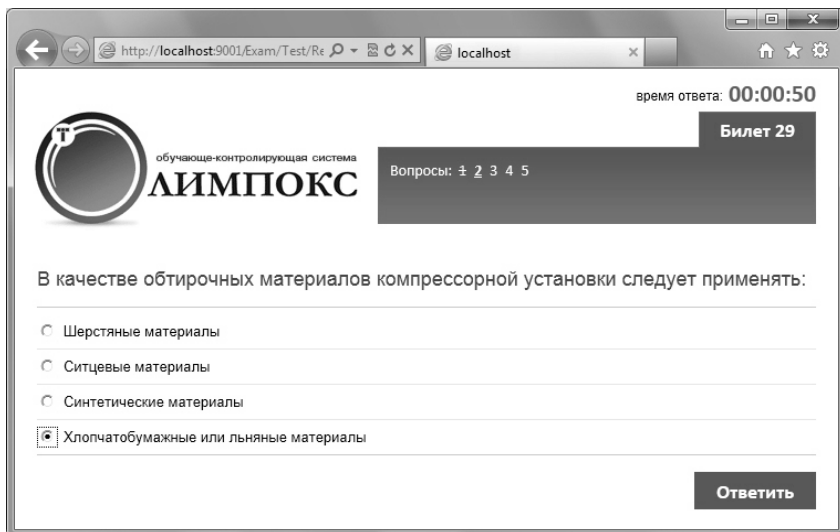 http://localhost:9001/Exam/Test/Re
localhost
время ответа: 00:00:50
Билет 29
обучающе-контролирующая система
ОЛИМПОКС
Вопросы: 1 2 3 4 5
В качестве обтирочных материалов компрессорной установки следует применять:
Шерстяные материалы
Ситцевые материалы
Синтетические материалы
Хлопчатобумажные или льняные материалы
Ответить